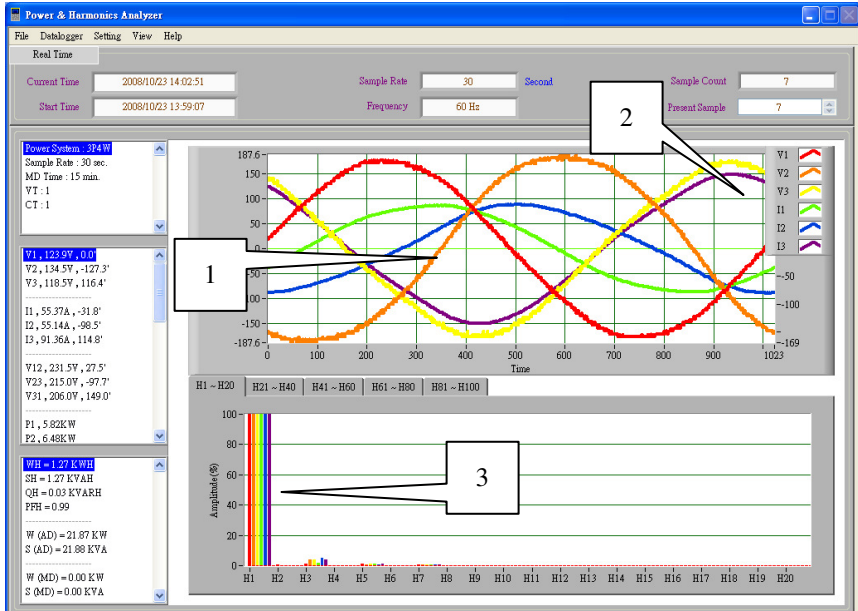 Power & Harmonics Analyzer
File Datalogger Setting View Help
Real Time
Current Time 2008/10/23 14:02:51 Sample Rate 30 Second Sample Count 7
Start Time 2008/10/23 13:59:07 Frequency 60 Hz Present Sample 7
Power System : 3P4W
Sample Rate : 30 sec.
MD Time : 15 min.
VT : 1
CT : 1
V1 , 123.9V , 0.0'
V2 , 134.5V , -127.3'
V3 , 118.5V , 116.4'
--------------------
I1 , 55.37A , -31.8'
I2 , 55.14A , -98.5'
I3 , 91.36A , 114.8'
--------------------
V12 , 231.5V , 27.5'
V23 , 215.0V , -97.7'
V31 , 206.0V , 149.0'
--------------------
P1 , 5.82KW
P2 , 6.48KW
WH = 1.27 KWH
SH = 1.27 KVAH
QH = 0.03 KVARH
PFH = 0.99
--------------------
W (AD) = 21.87 KW
S (AD) = 21.88 KVA
--------------------
W (MD) = 0.00 KW
S (MD) = 0.00 KVA
187.6
150
100
50
0
-50
-100
-150
-187.6
0 100 200 300 400 500 600 700 800 900 1023
Time
-50
-100
-169
V1
V2
V3
I1
I2
I3
1
2
H1 ~ H20 H21 ~ H40 H41 ~ H60 H61 ~ H80 H81 ~ H100
Amplitude(%)
100
80
60
40
20
0
H1 H2 H3 H4 H5 H6 H7 H8 H9 H10 H11 H12 H13 H14 H15 H16 H17 H18 H19 H20
3